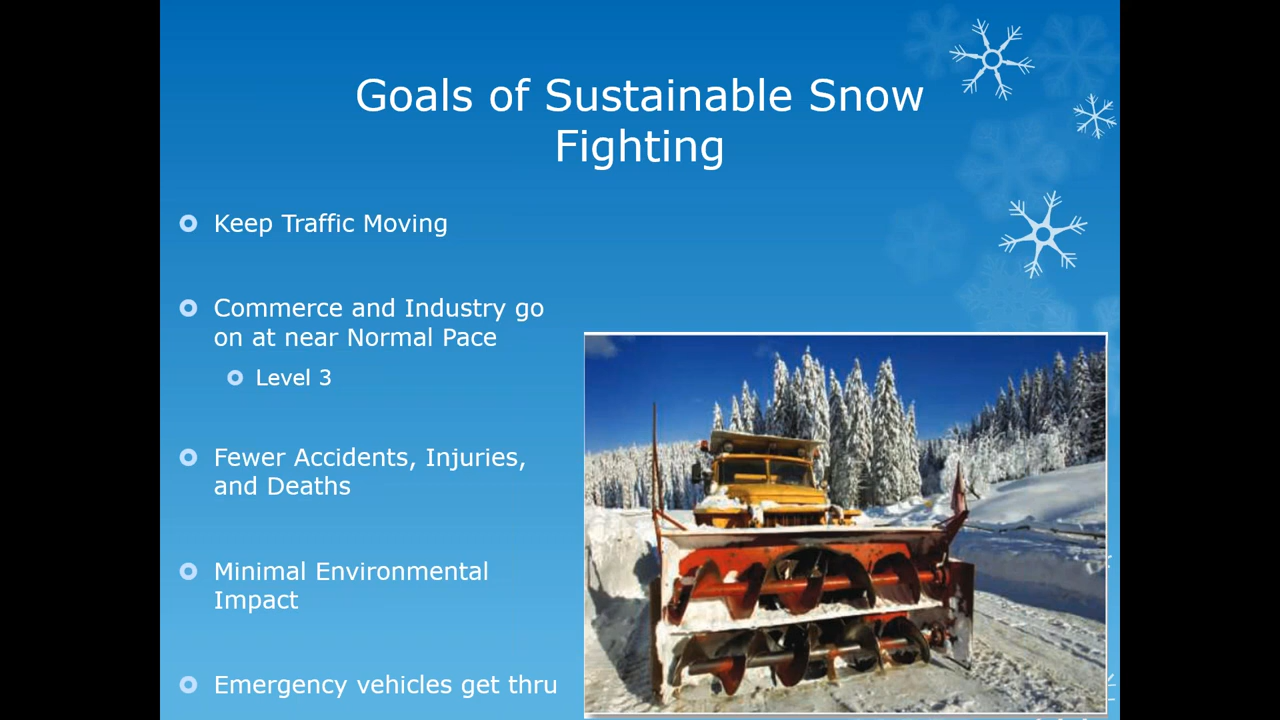 Goals of Sustainable Snow
Fighting
Keep Traffic Moving
Commerce and Industry go
on at near Normal Pace
Level 3
Fewer Accidents, Injuries,
and Deaths
Minimal Environmental
Impact
Emergency vehicles get thru